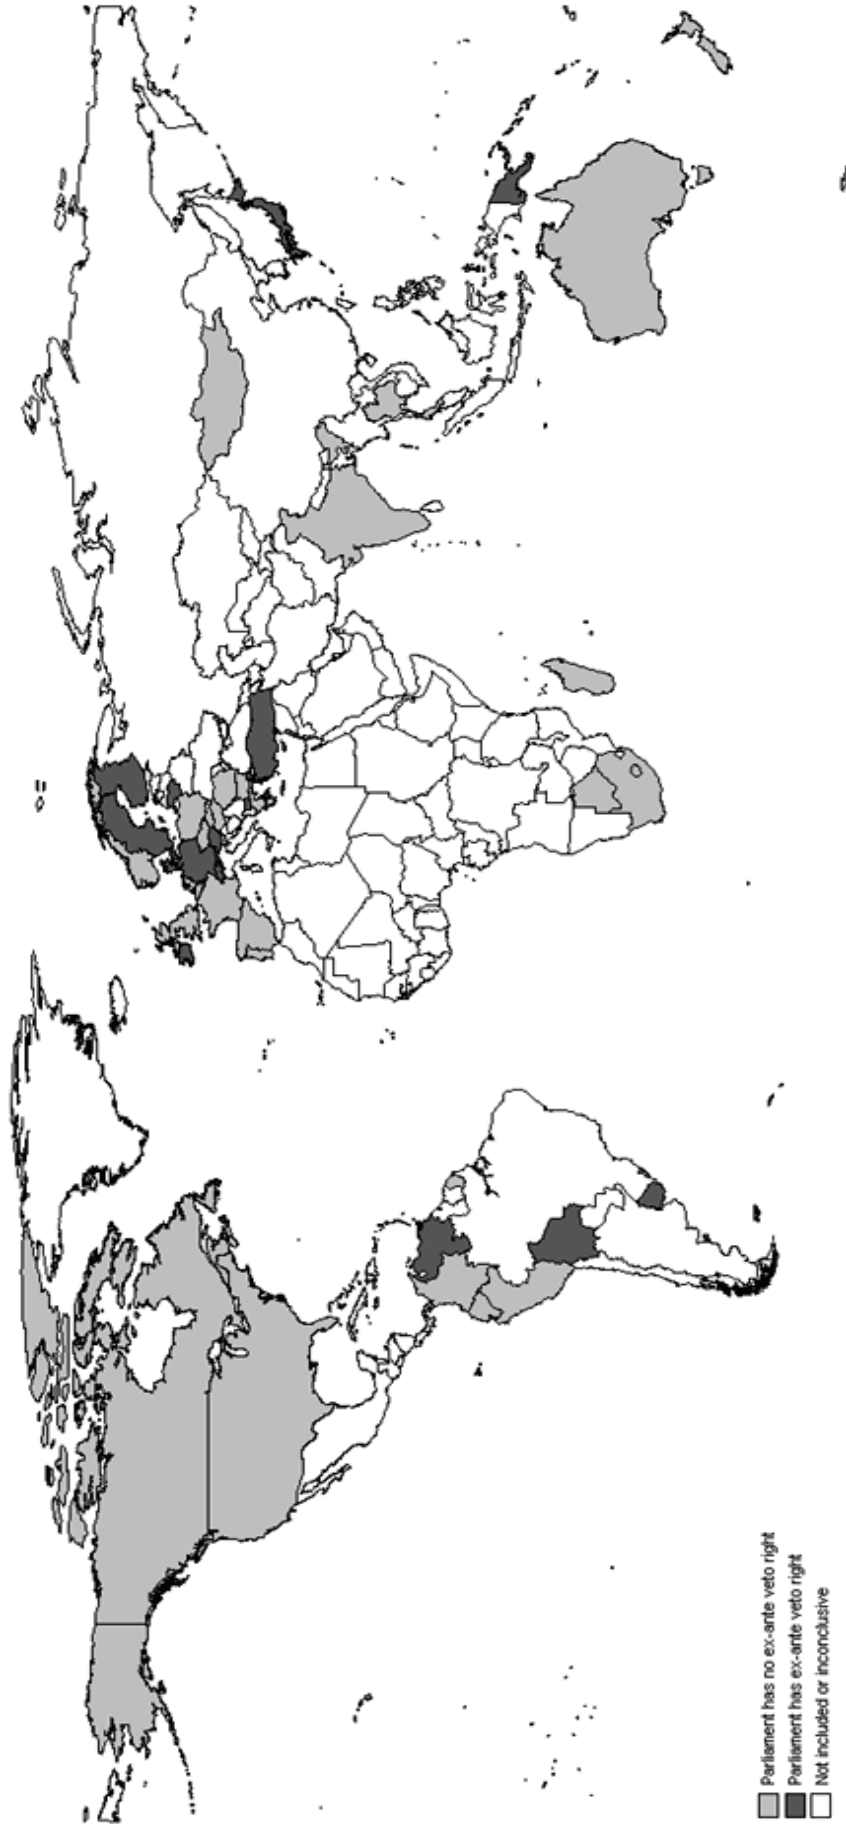 Parliament has no ex-ante veto right
Parliament has ex-ante veto right
Not included or inconclusive